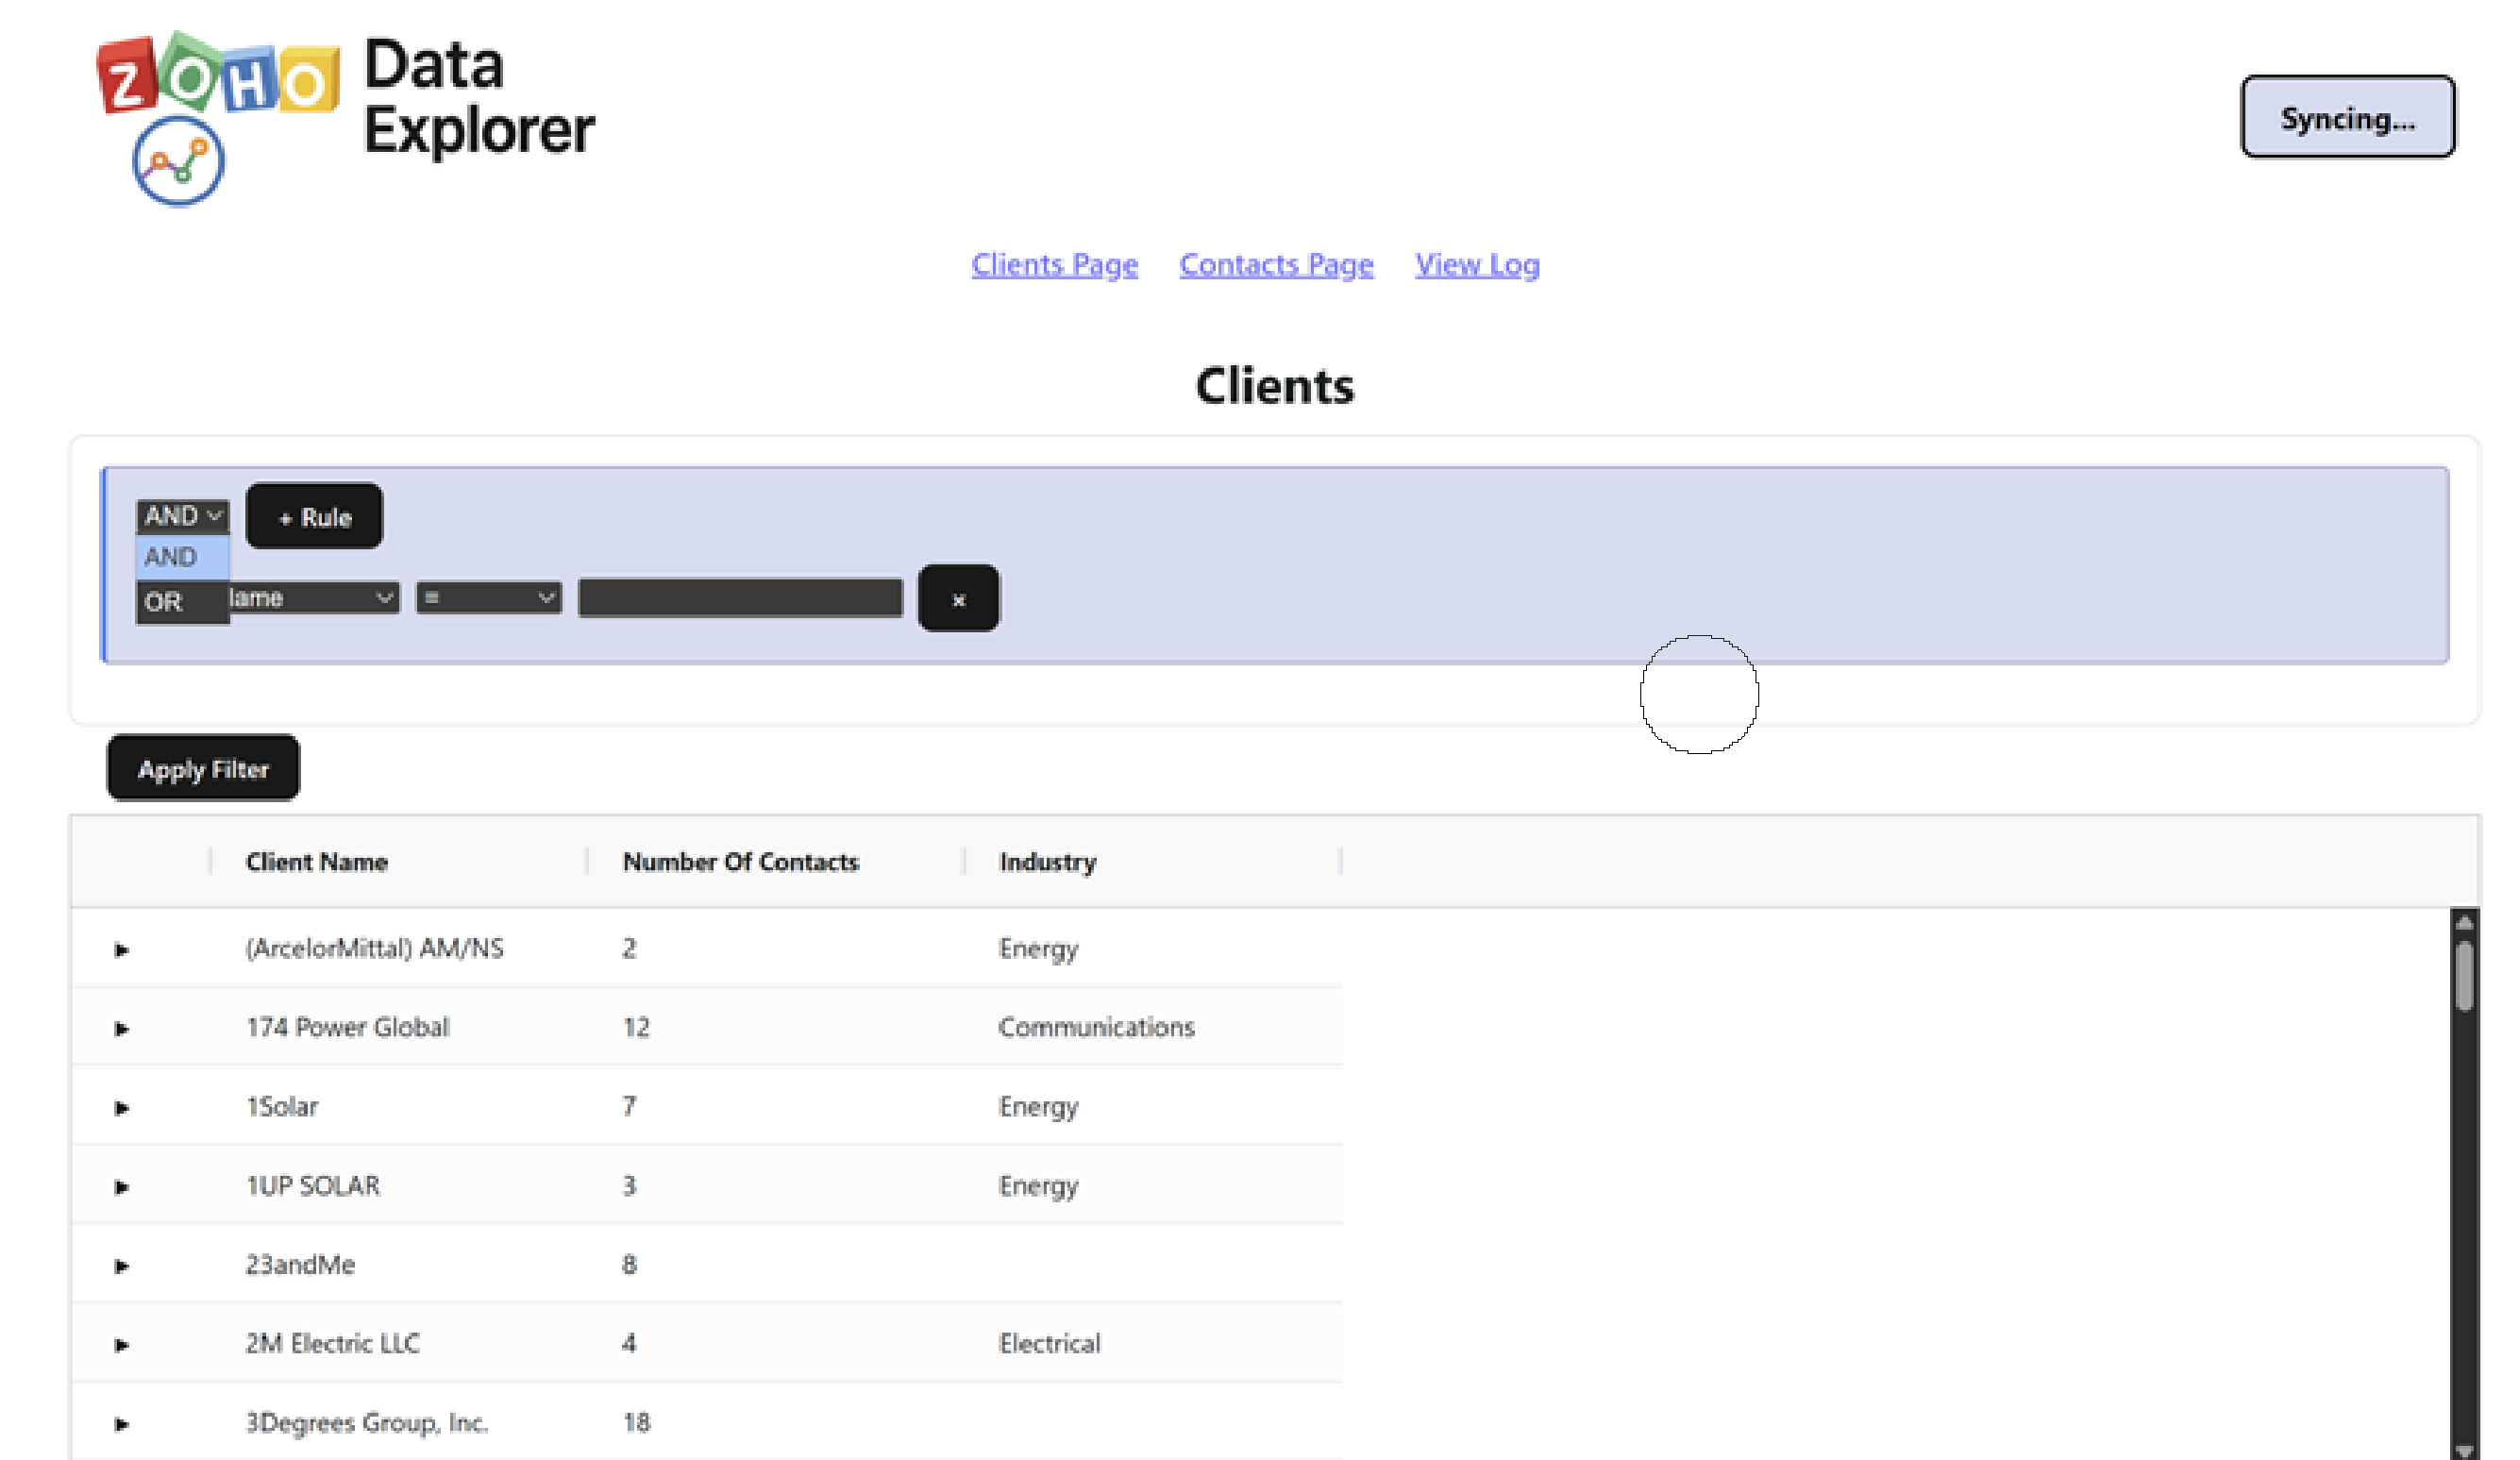 ZOHO Data
Explorer
Syncing...
Clients Page Contacts Page View Log
Clients
AND + Rule
AND
OR lame = ×
Apply Filter
Client Name Number Of Contacts Industry
(ArcelorMittal) AM/NS 2 Energy
174 Power Global 12 Communications
1Solar 7 Energy
1UP SOLAR 3 Energy
23andMe 8
2M Electric LLC 4 Electrical
3Degrees Group, Inc. 18